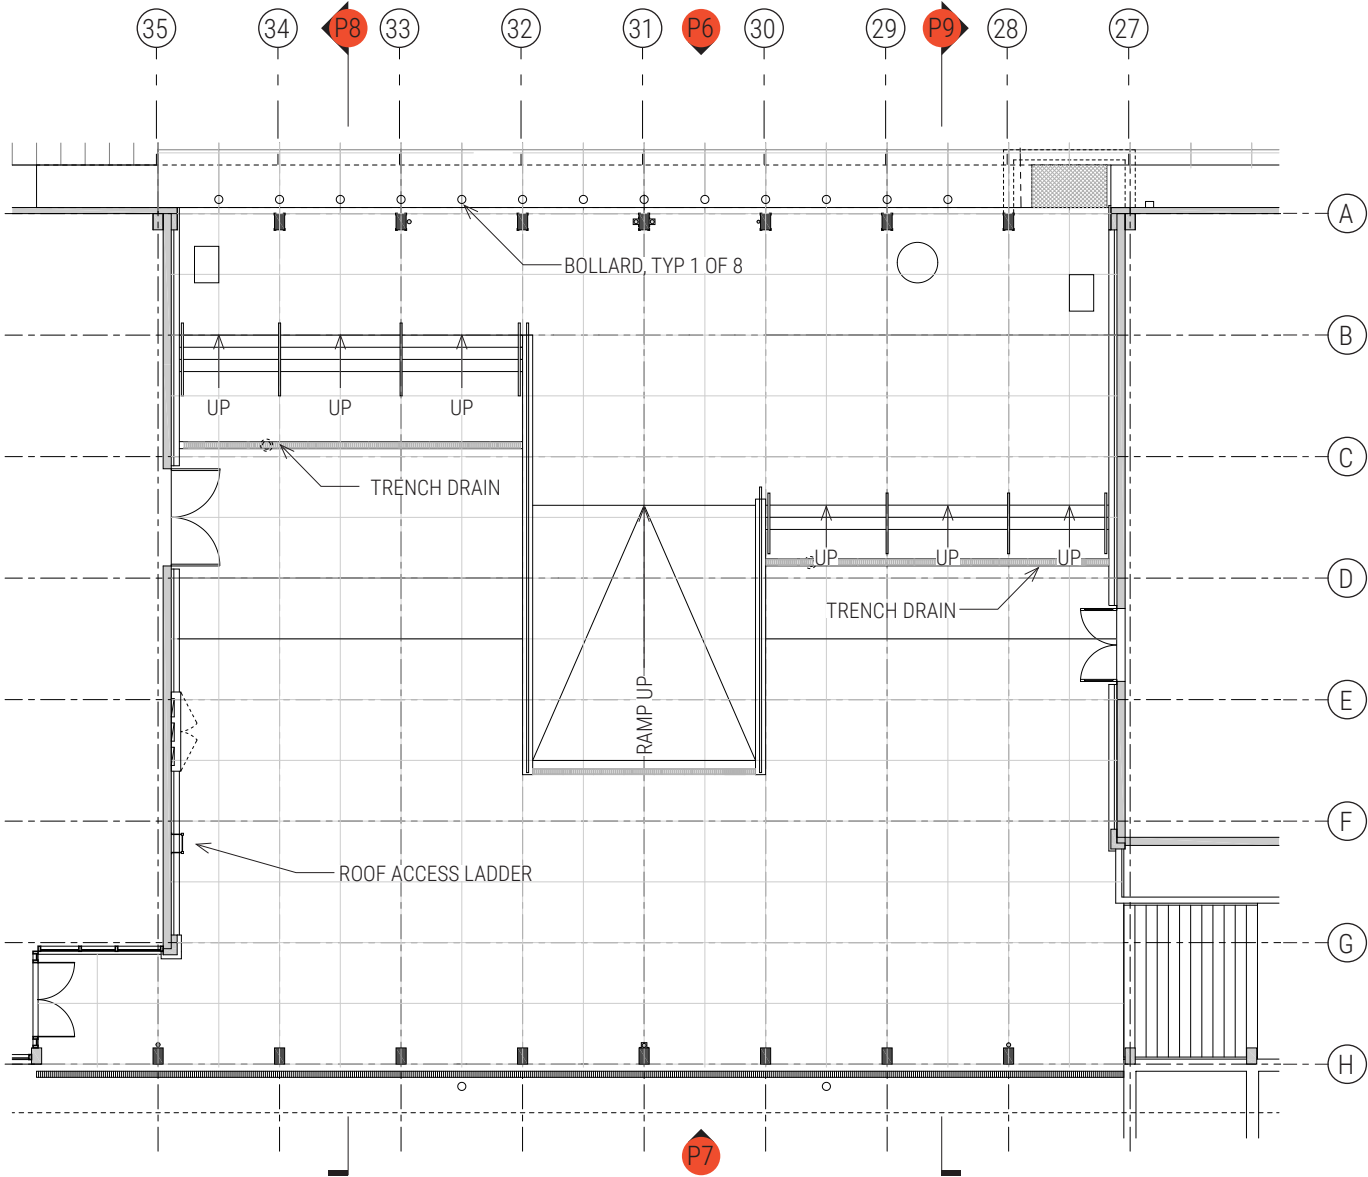 35 34 P8 33 32 31 P6 30 29 P9 28 27
A
BOLLARD, TYP 1 OF 8
B
UP UP UP
C
TRENCH DRAIN
UP UP UP
D
TRENCH DRAIN
E
RAMP UP
F
ROOF ACCESS LADDER
G
H
P7